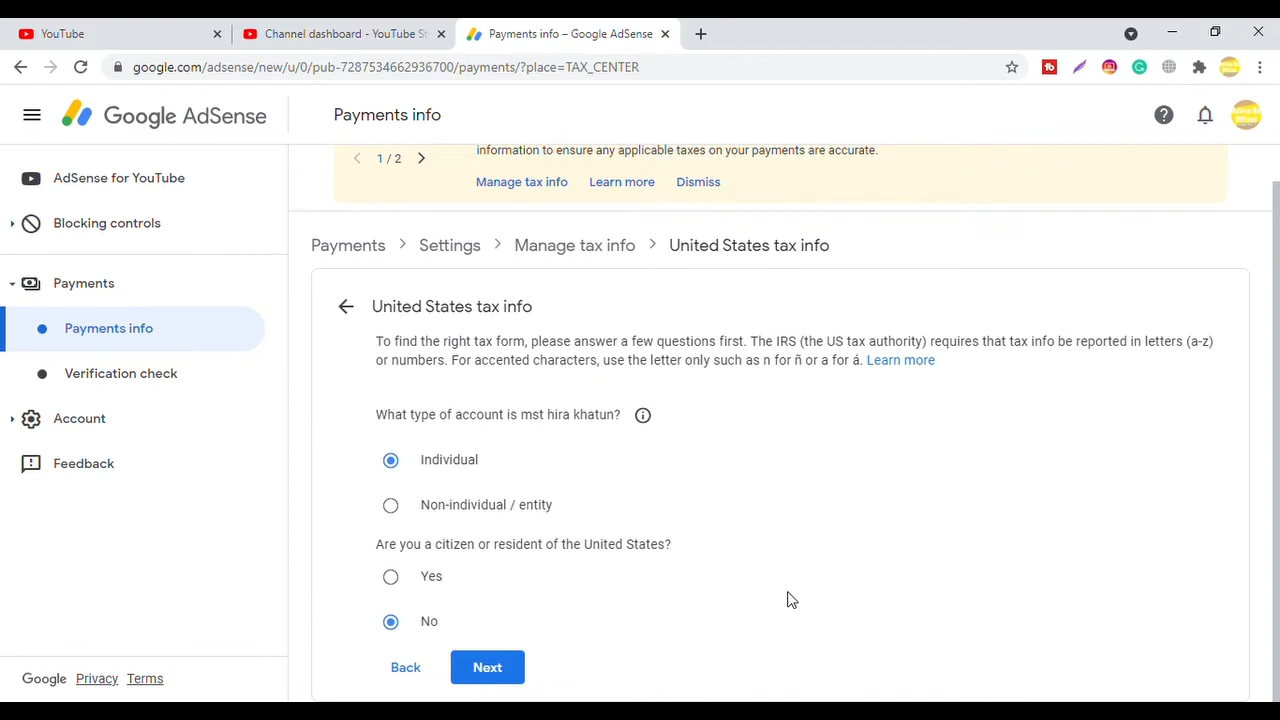 YouTube
Channel dashboard - YouTube St
Payments info – Google AdSense
google.com/adsense/new/u/0/pub-7287534662936700/payments/?place=TAX_CENTER
Google AdSense
Payments info
AdSense for YouTube
Blocking controls
Payments
Payments info
Verification check
Account
Feedback
Google Privacy Terms
1 / 2
information to ensure any applicable taxes on your payments are accurate.
Manage tax info Learn more Dismiss
Payments > Settings > Manage tax info > United States tax info
United States tax info
To find the right tax form, please answer a few questions first. The IRS (the US tax authority) requires that tax info be reported in letters (a-z)
or numbers. For accented characters, use the letter only such as n for ñ or a for á. Learn more
What type of account is mst hira khatun?
Individual
Non-individual / entity
Are you a citizen or resident of the United States?
Yes
No
Back Next